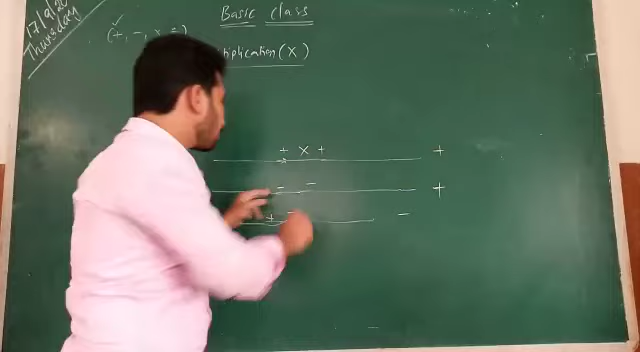 17/9/20
Thursday
Basic class
(+, -, ×, ÷)
tiplication (×)
+ × + +
- - +
+ - -